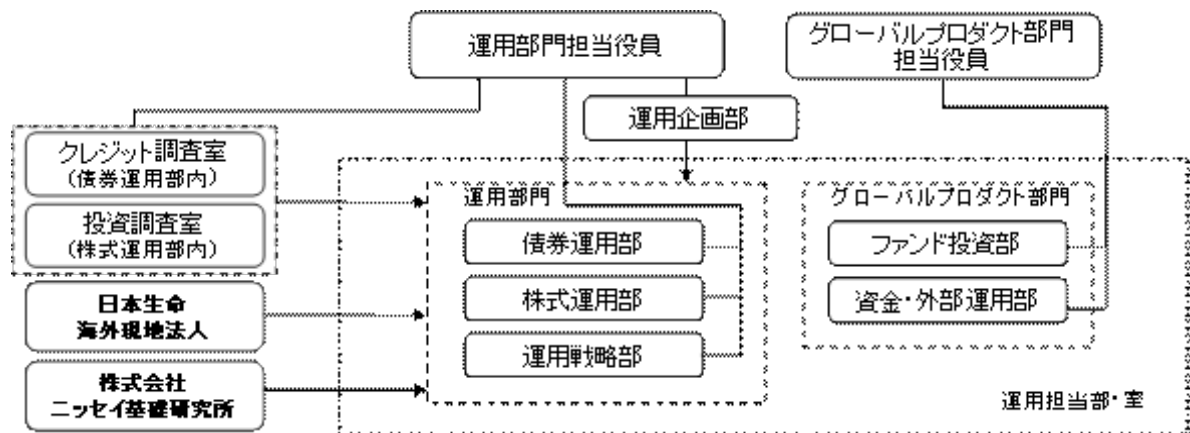 運用部門担当役員
グローバルプロダクト部門
担当役員
運用企画部
クレジット調査室
(債券運用部内)
投資調査室
(株式運用部内)
日本生命
海外現地法人
株式会社
ニッセイ基礎研究所
運用部門
債券運用部
株式運用部
運用戦略部
グローバルプロダクト部門
ファンド投資部
資金・外部運用部
運用担当部・室